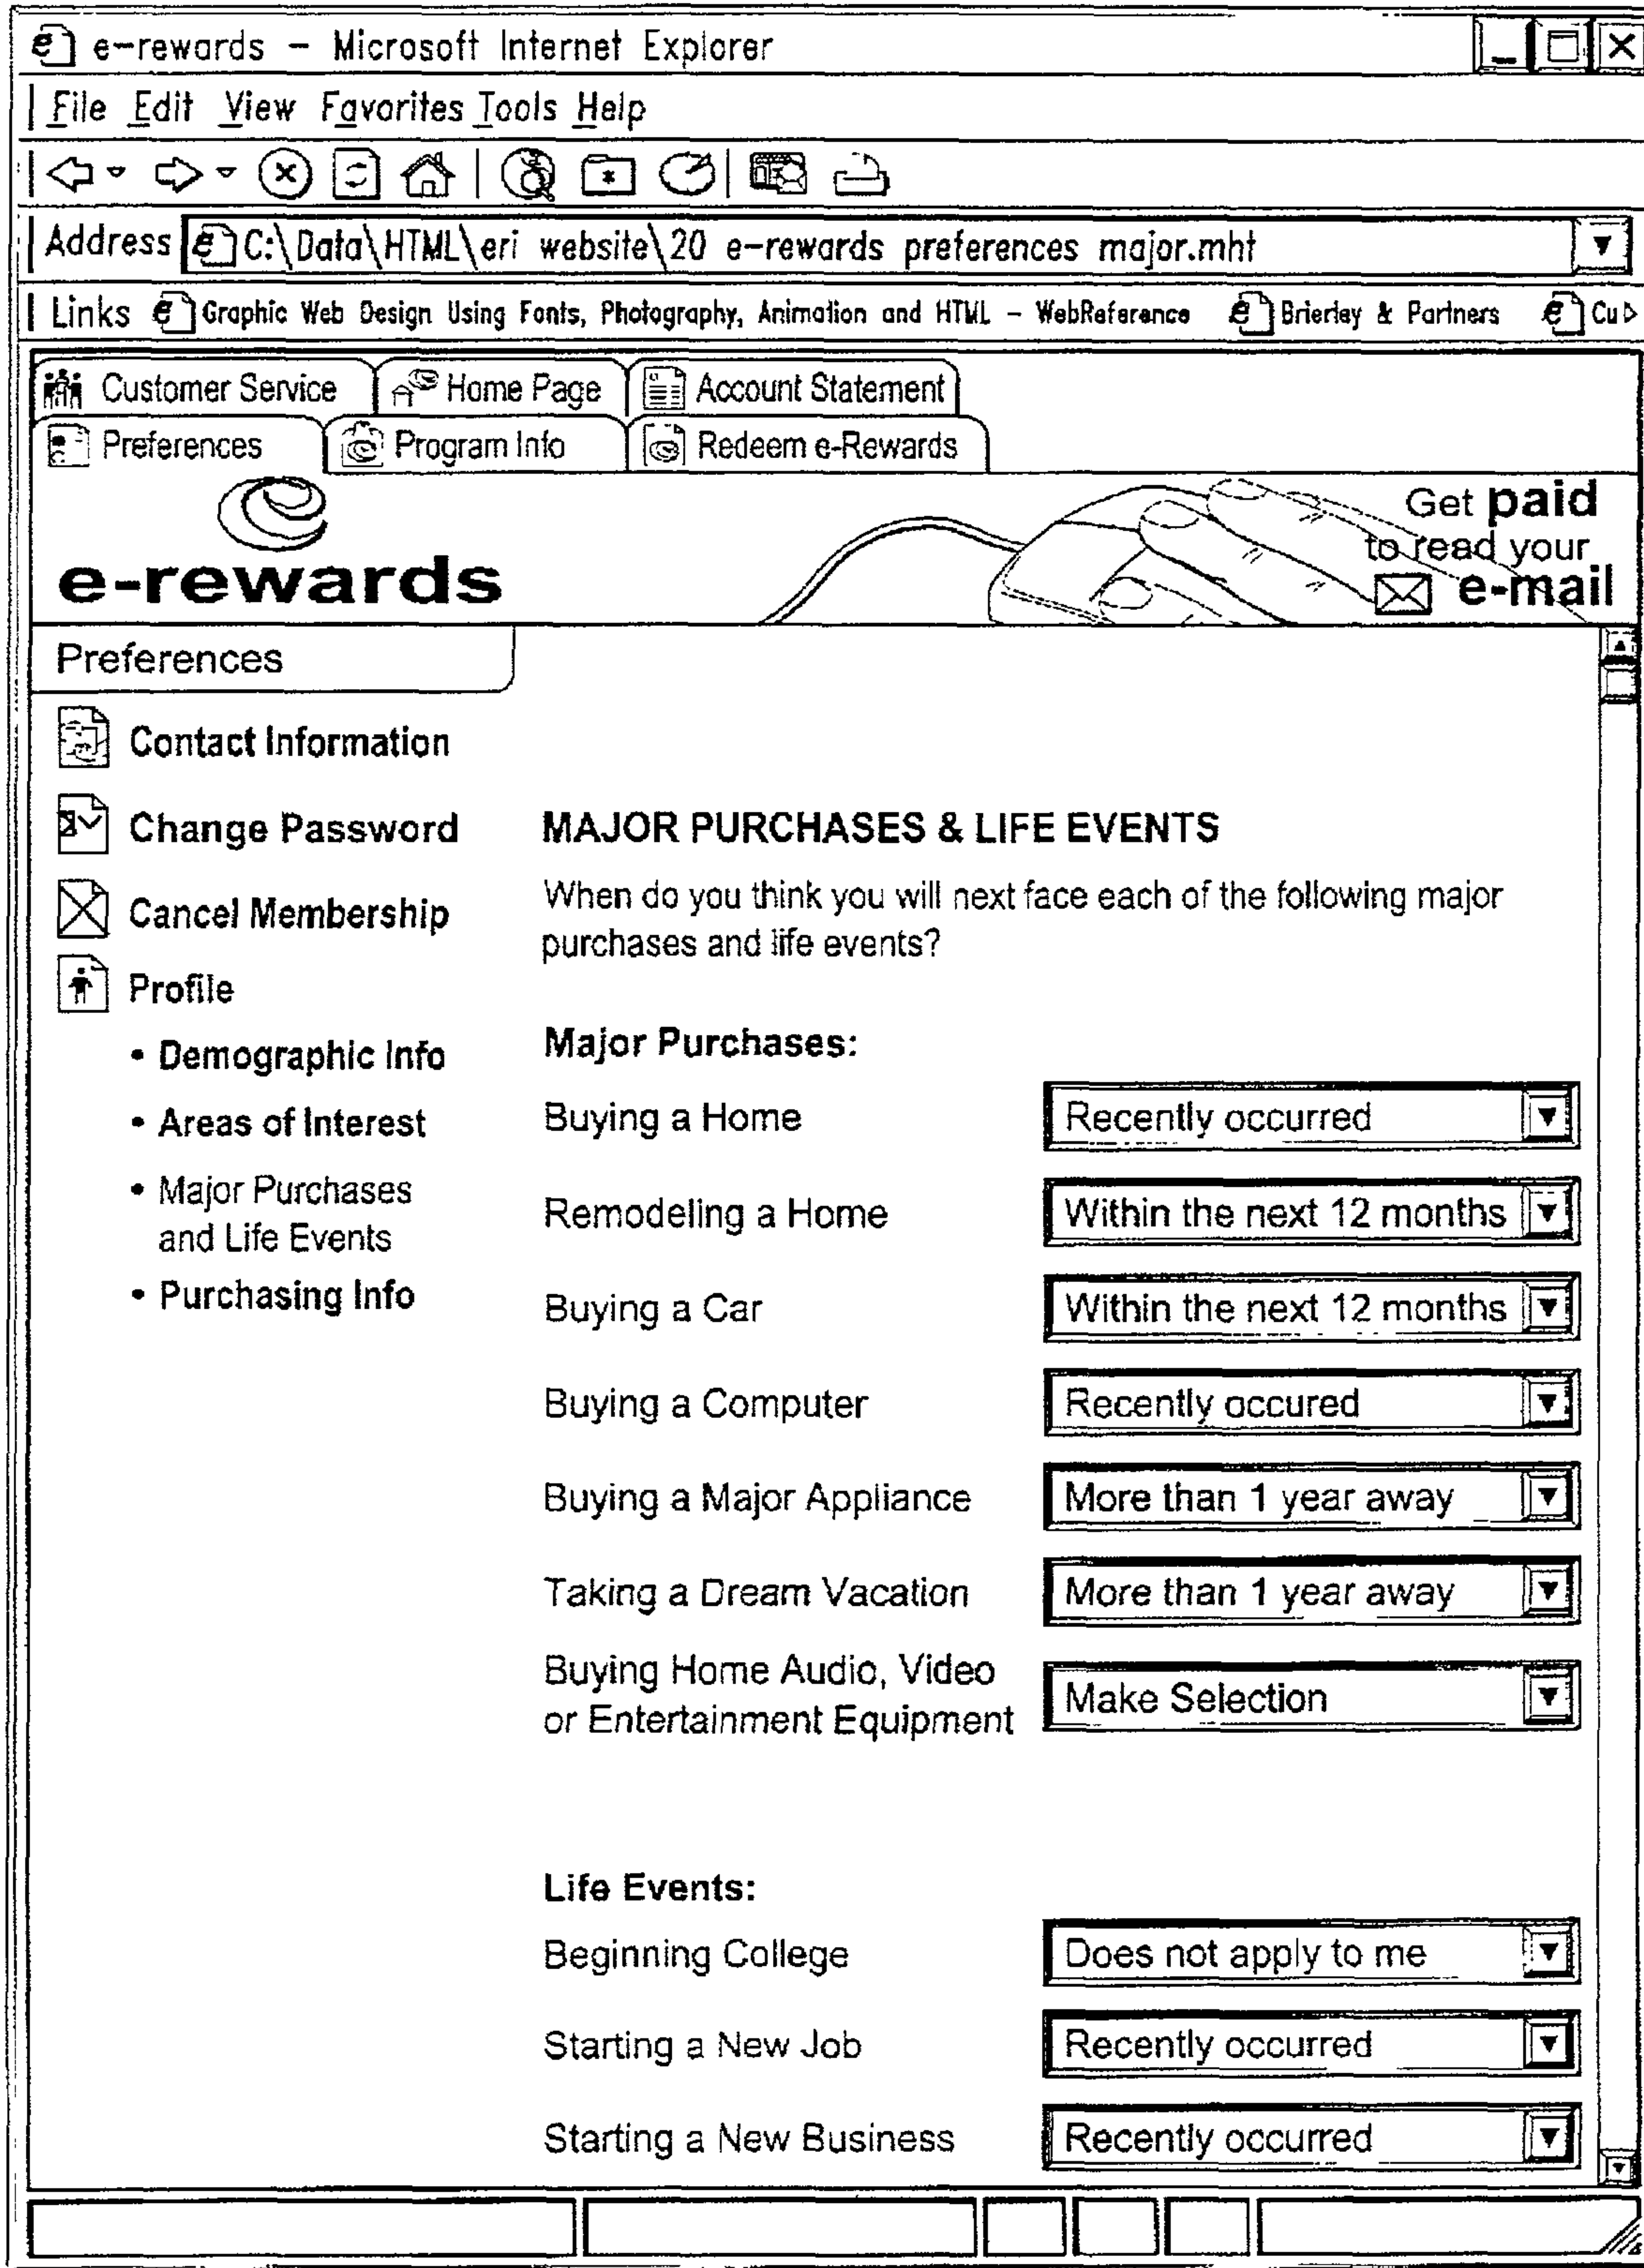 e-rewards - Microsoft Internet Explorer
File Edit View Favorites Tools Help
Address C:\Data\HTML\eri website\20 e-rewards preferences major.mht
Links Graphic Web Design Using Fonts, Photography, Animation and HTML - WebReference Brierley & Partners Cu
Customer Service Home Page Account Statement
Preferences Program Info Redeem e-Rewards
e-rewards
Get paid
to read your
e-mail
Preferences
Contact Information
Change Password
Cancel Membership
Profile
• Demographic Info
• Areas of Interest
• Major Purchases
and Life Events
• Purchasing Info
MAJOR PURCHASES & LIFE EVENTS
When do you think you will next face each of the following major
purchases and life events?
Major Purchases:
Buying a Home Recently occurred
Remodeling a Home Within the next 12 months
Buying a Car Within the next 12 months
Buying a Computer Recently occured
Buying a Major Appliance More than 1 year away
Taking a Dream Vacation More than 1 year away
Buying Home Audio, Video
or Entertainment Equipment Make Selection
Life Events:
Beginning College Does not apply to me
Starting a New Job Recently occurred
Starting a New Business Recently occurred